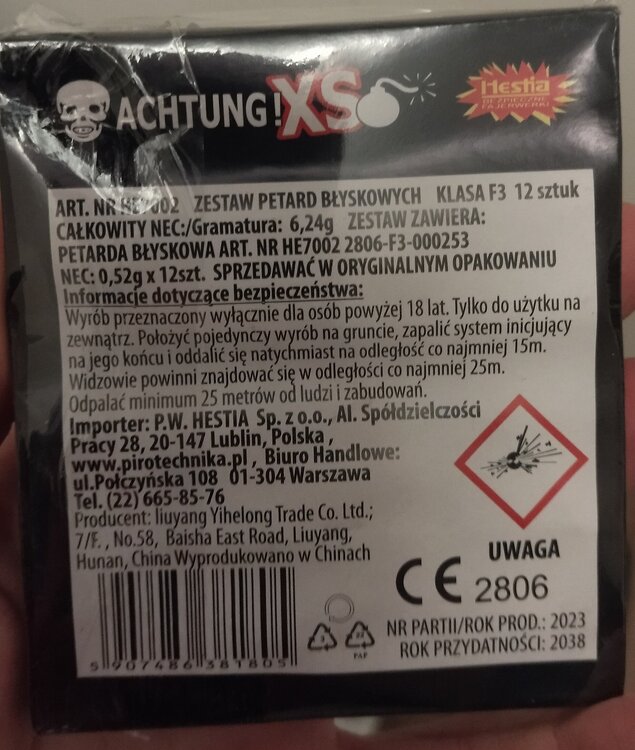 ACHTUNG! XS
Hestia
BEZPIECZNE
FAJERWERKI
ART. NR HE7002 ZESTAW PETARD BŁYSKOWYCH KLASA F3 12 sztuk
CAŁKOWITY NEC:/Gramatura: 6,24g ZESTAW ZAWIERA:
PETARDA BŁYSKOWA ART. NR HE7002 2806-F3-000253
NEC: 0,52g x 12szt. SPRZEDAWAĆ W ORYGINALNYM OPAKOWANIU
Informacje dotyczące bezpieczeństwa:
Wyrób przeznaczony wyłącznie dla osób powyżej 18 lat. Tylko do użytku na
zewnątrz. Położyć pojedynczy wyrób na gruncie, zapalić system inicjujący
na jego końcu i oddalić się natychmiast na odległość co najmniej 15m.
Widzowie powinni znajdować się w odległości co najmniej 25m.
Odpalać minimum 25 metrów od ludzi i zabudowań.
Importer: P.W. HESTIA Sp. z o.o., Al. Spółdzielczości
Pracy 28, 20-147 Lublin, Polska ,
www.pirotechnika.pl , Biuro Handlowe:
ul.Połczyńska 108 01-304 Warszawa
Tel. (22) 665-85-76
Producent: liuyang Yihelong Trade Co. Ltd.;
7/F. , No.58, Baisha East Road, Liuyang,
Hunan, China Wyprodukowano w Chinach
UWAGA
CE 2806
NR PARTII/ROK PROD.: 2023
ROK PRZYDATNOŚCI: 2038
5 907486 381805
PAP